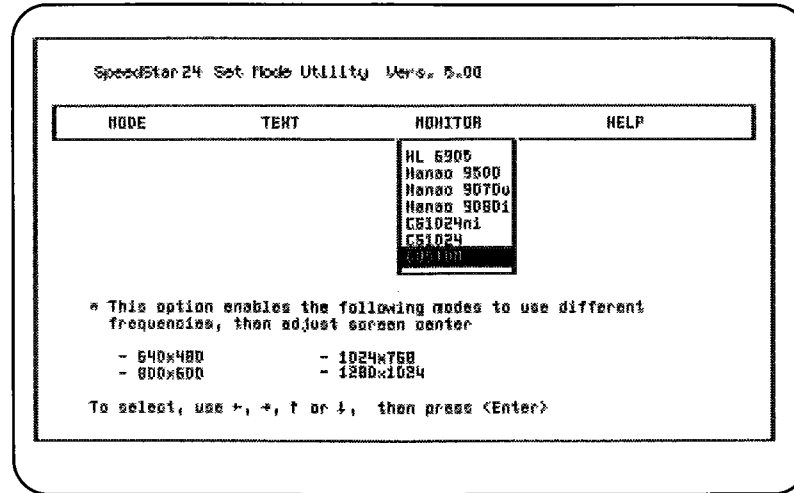 SpeedStar24 Set Mode Utility Vers. 5.00
MODE TEXT MONITOR HELP
HL 6905
Nanao 9500
Nanao 9070u
Nanao 9080i
CS1024ni
CS1024
CUSTOM
* This option enables the following modes to use different
frequencies, then adjust screen center
- 640x480 - 1024x768
- 800x600 - 1280x1024
To select, use ←, →, ↑ or ↓, then press <Enter>